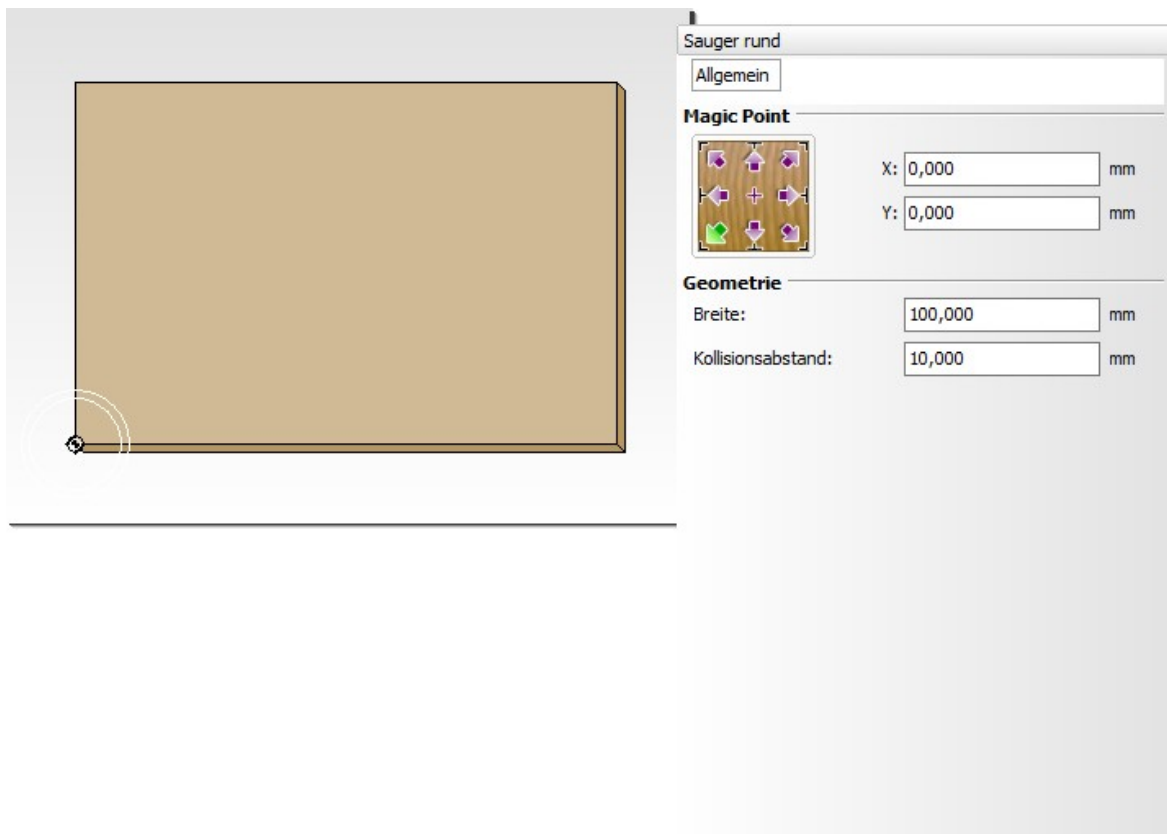 Sauger rund
Allgemein
Magic Point
X: 0,000 mm
Y: 0,000 mm
Geometrie
Breite: 100,000 mm
Kollisionsabstand: 10,000 mm